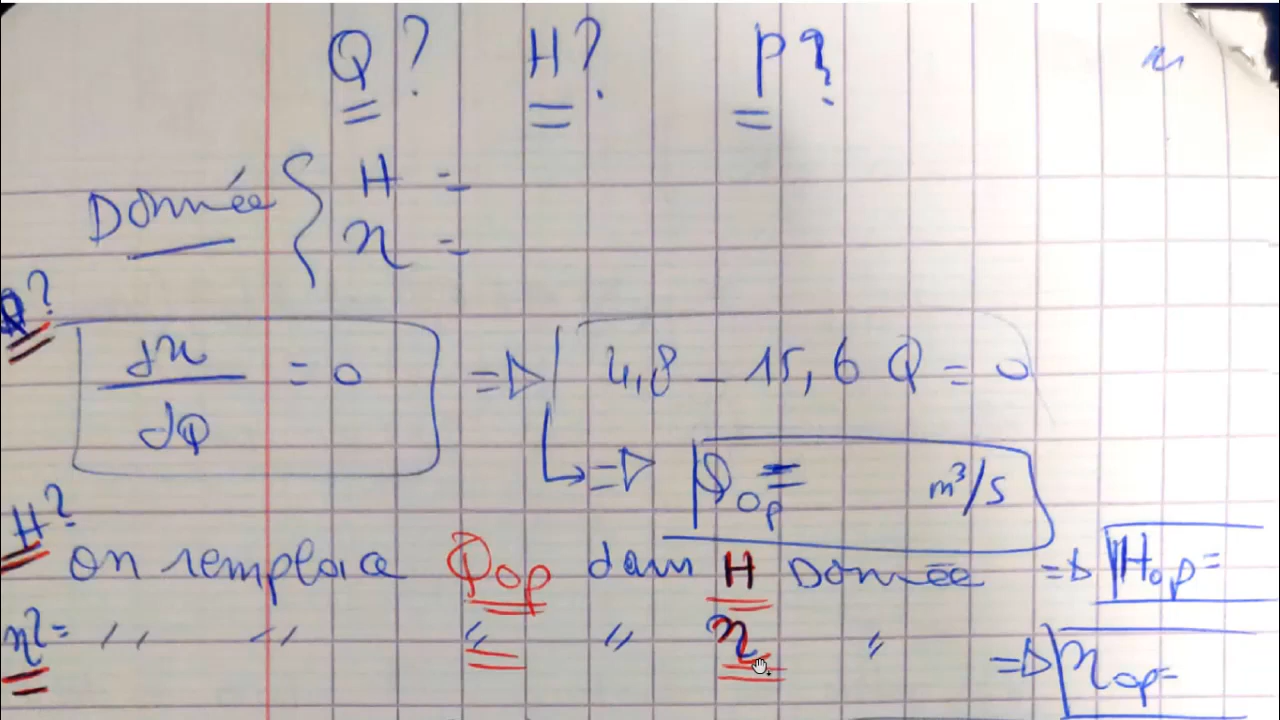 Q? H? P?
Donnée { H =
η =
Q?
dη / dQ = 0 => 4,8 - 15,6 Q = 0
=> Qop = m³/s
H?
on remplace Qop dans H Donnée => Hop =
η? = // // // // η // => ηop =